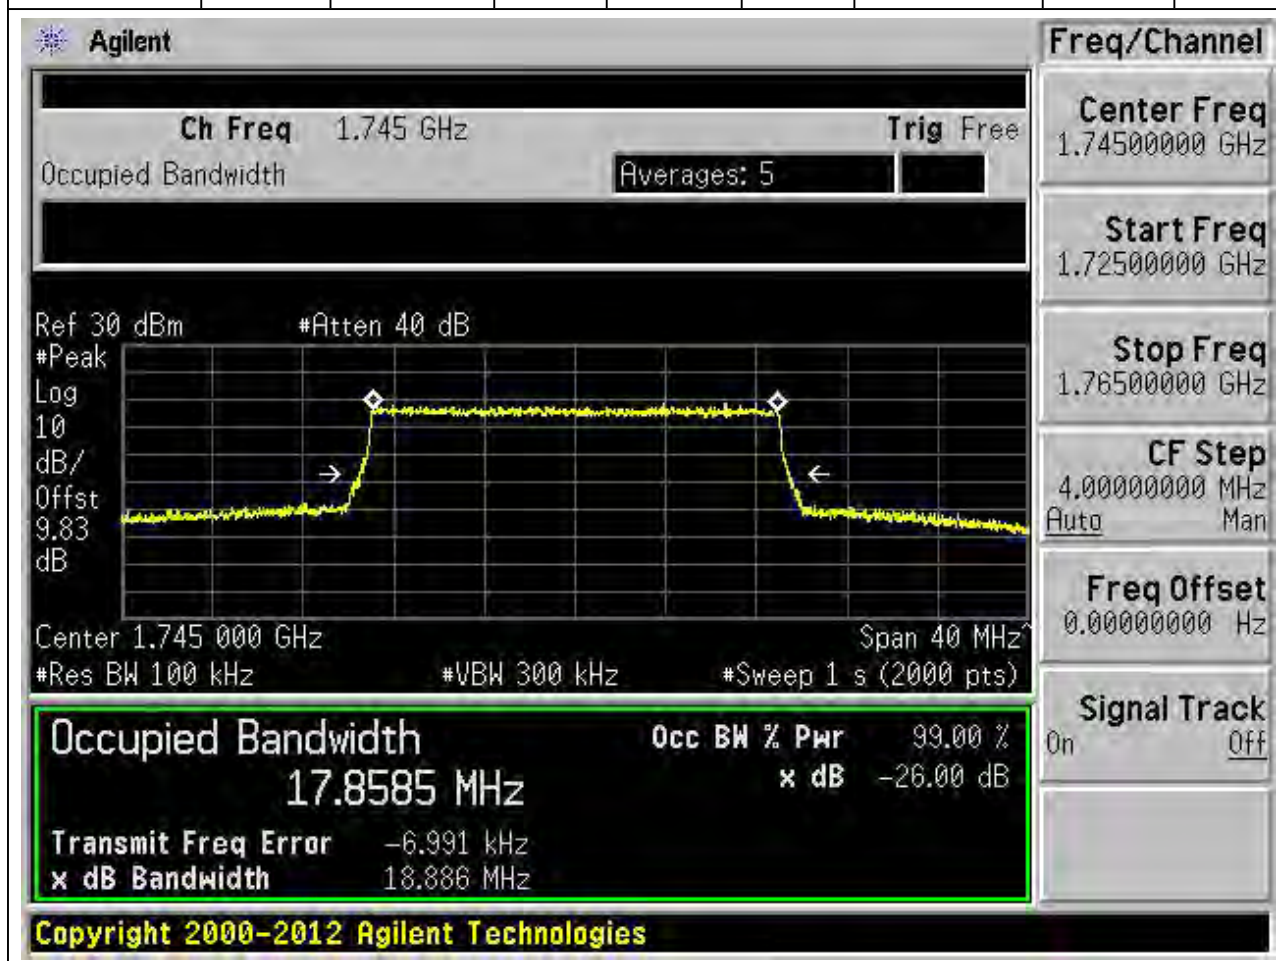 Agilent
Freq/Channel
Ch Freq 1.745 GHz Trig Free
Occupied Bandwidth Averages: 5
Center Freq
1.74500000 GHz
Start Freq
1.72500000 GHz
Stop Freq
1.76500000 GHz
CF Step
4.00000000 MHz
Auto Man
Freq Offset
0.00000000 Hz
Signal Track
On Off
Ref 30 dBm #Atten 40 dB
#Peak
Log
10
dB/
Offst
9.83
dB
Center 1.745 000 GHz Span 40 MHz^
#Res BW 100 kHz #VBW 300 kHz #Sweep 1 s (2000 pts)
Occupied Bandwidth Occ BW % Pwr 99.00 %
17.8585 MHz x dB -26.00 dB
Transmit Freq Error -6.991 kHz
x dB Bandwidth 18.886 MHz
Copyright 2000-2012 Agilent Technologies